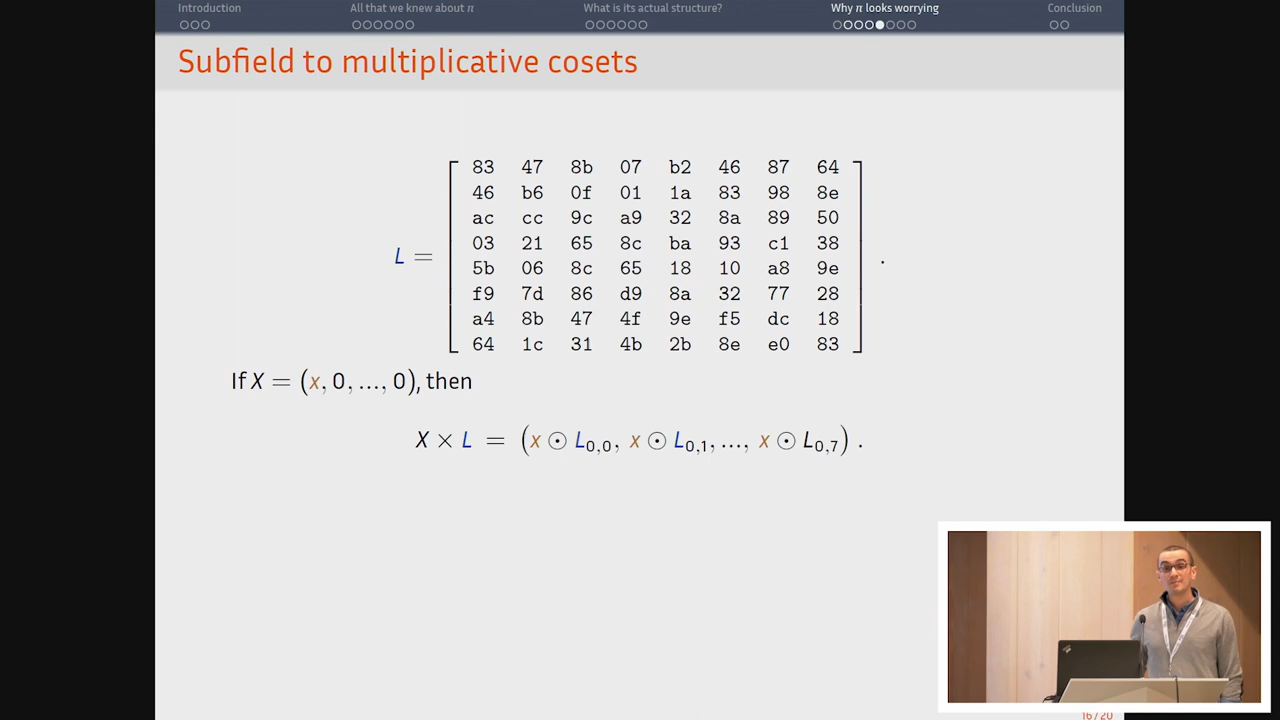 Introduction
All that we knew about π
What is its actual structure?
Why π looks worrying
Conclusion
Subfield to multiplicative cosets
L =
83 47 8b 07 b2 46 87 64
46 b6 0f 01 1a 83 98 8e
ac cc 9c a9 32 8a 89 50
03 21 65 8c ba 93 c1 38
5b 06 8c 65 18 10 a8 9e
f9 7d 86 d9 8a 32 77 28
a4 8b 47 4f 9e f5 dc 18
64 1c 31 4b 2b 8e e0 83
.
If X = (x, 0, ..., 0), then
X × L = (x ⊙ L0,0, x ⊙ L0,1, ..., x ⊙ L0,7) .
16/20